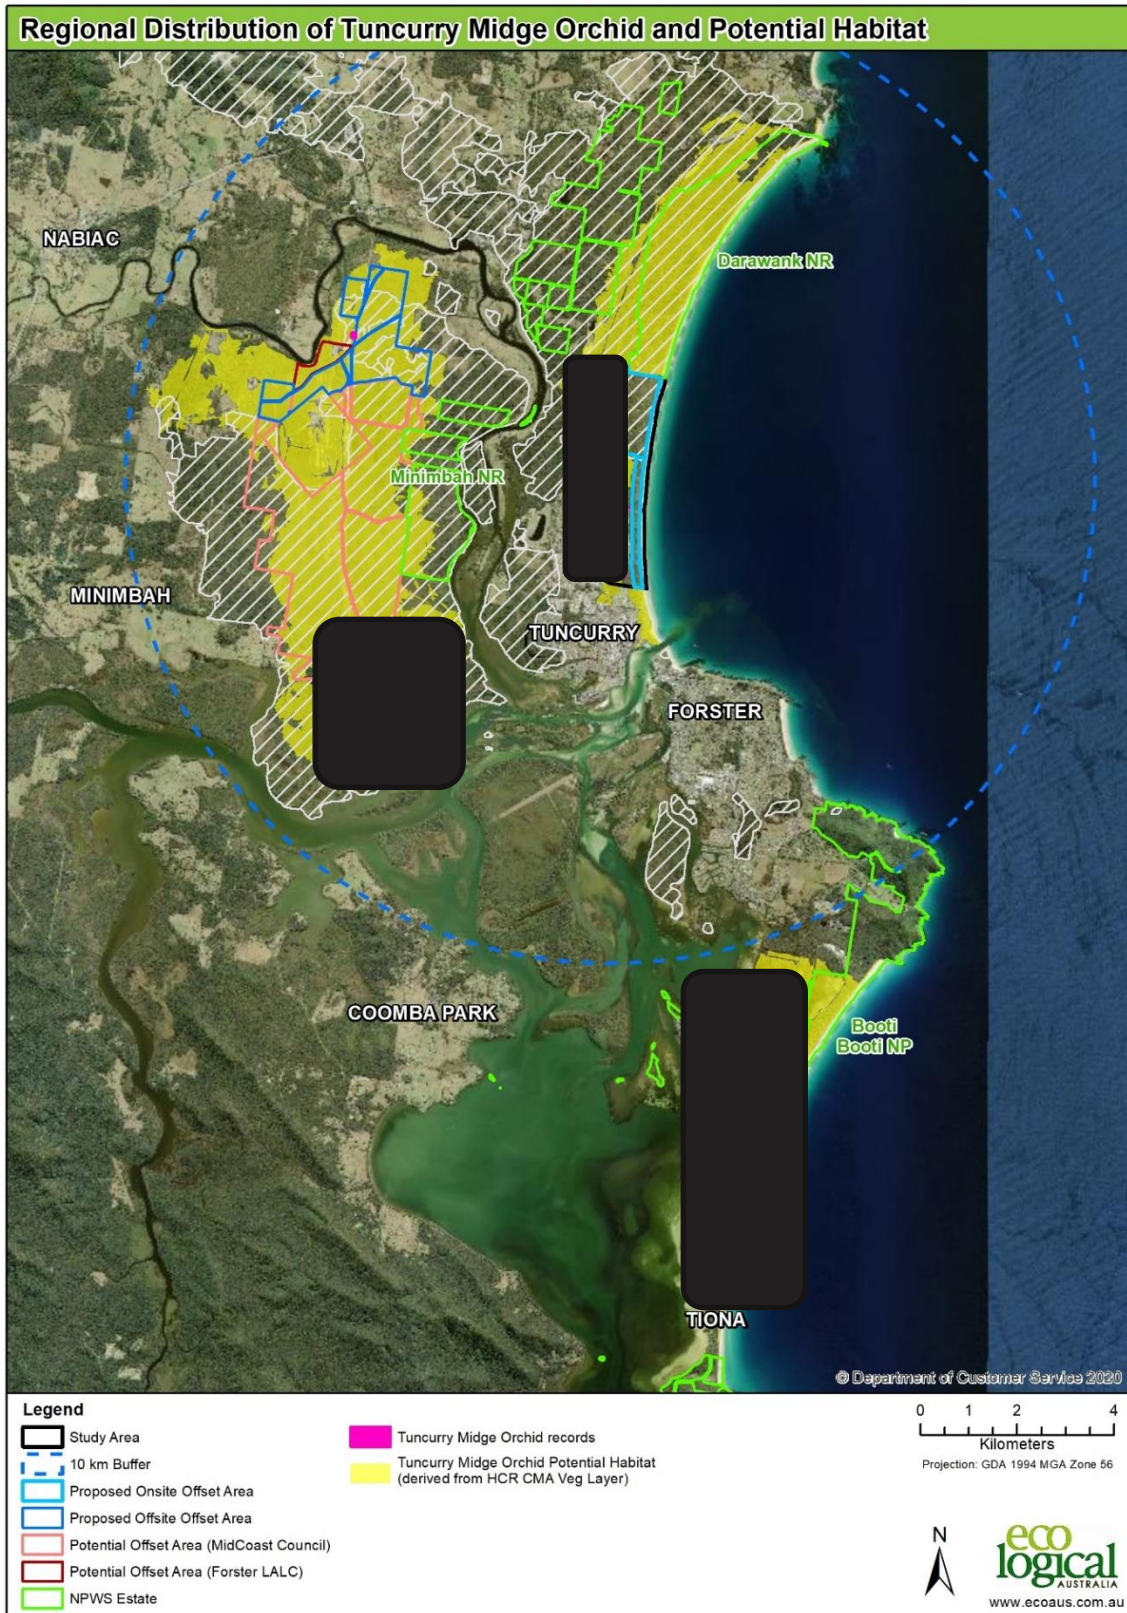 Regional Distribution of Tuncurry Midge Orchid and Potential Habitat
NABIAC
Darawank NR
Minimbah NR
MINIMBAH
TUNCURRY
FORSTER
COOMBA PARK
Booti
Booti NP
TIONA
© Department of Customer Service 2020
Legend
Study Area
10 km Buffer
Proposed Onsite Offset Area
Proposed Offsite Offset Area
Potential Offset Area (MidCoast Council)
Potential Offset Area (Forster LALC)
NPWS Estate
Tuncurry Midge Orchid records
Tuncurry Midge Orchid Potential Habitat
(derived from HCR CMA Veg Layer)
0 1 2 4
Kilometers
Projection: GDA 1994 MGA Zone 56
N
eco
logical
AUSTRALIA
www.ecoaus.com.au